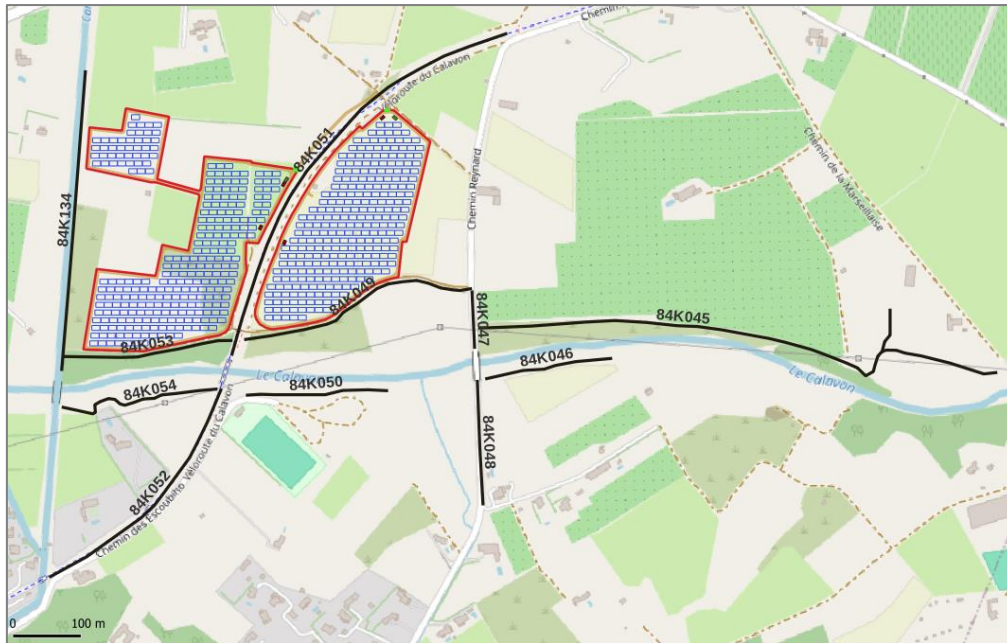 Chemin
Véloroute du Calavon
84K051
84K134
Chemin Reynard
Chemin de la Marseillaise
84K049
84K047
84K045
84K053
84K046
Le Calavon
84K054
84K050
Le Calavon
84K048
84K052
Chemin des Escoubiho
Véloroute du Calavon
0 100 m